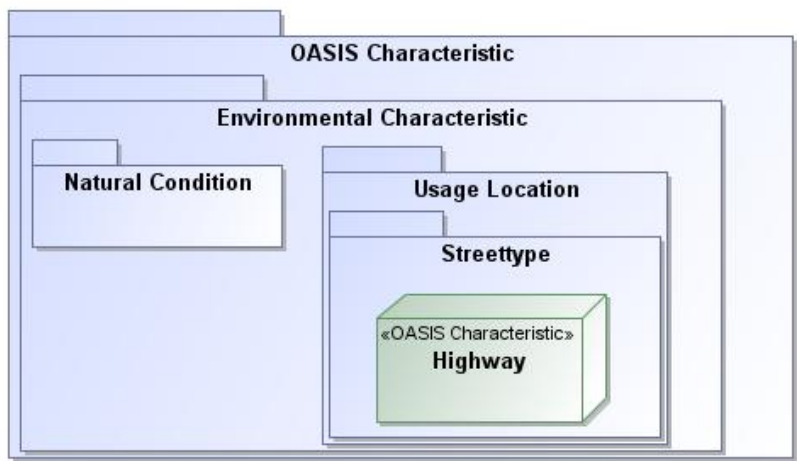 OASIS Characteristic
Environmental Characteristic
Natural Condition
Usage Location
Streettype
«OASIS Characteristic»
Highway